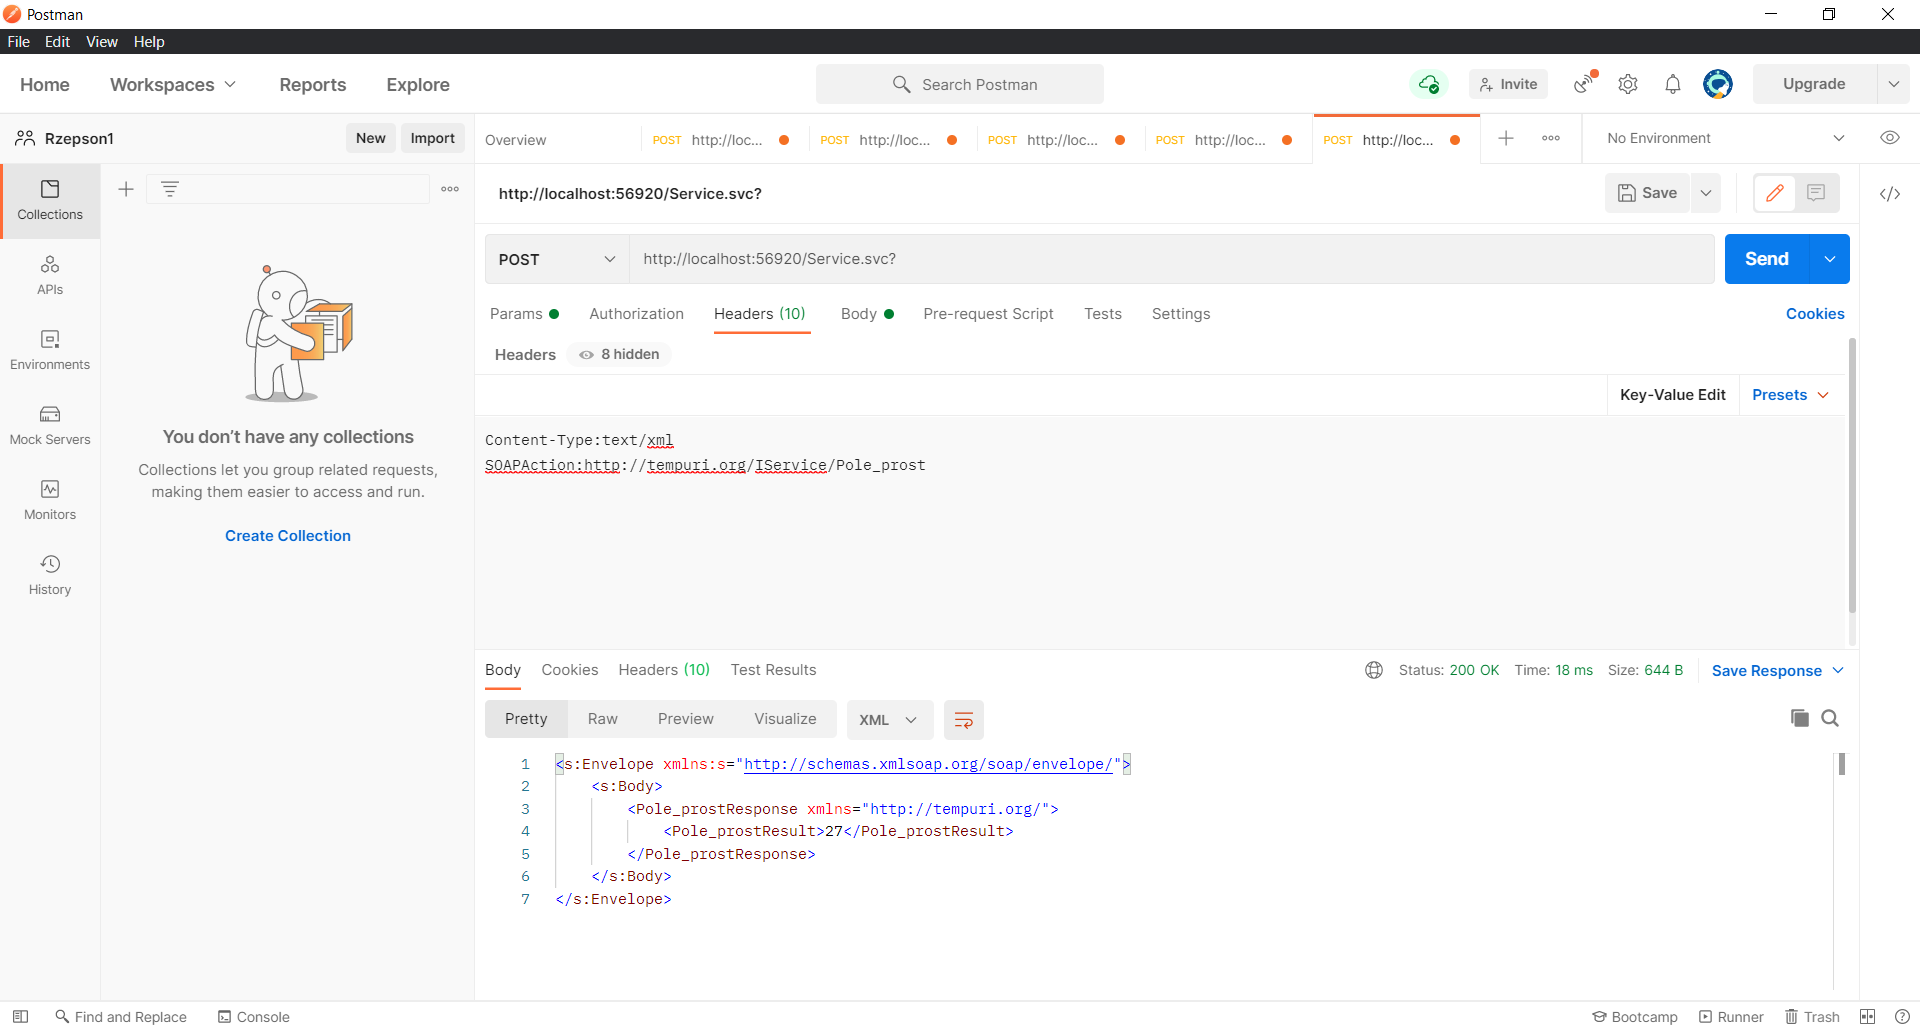 Postman
File Edit View Help
Home Workspaces Reports Explore Search Postman Invite Upgrade
Rzepson1 New Import Overview POST http://loc... POST http://loc... POST http://loc... POST http://loc... POST http://loc... No Environment
http://localhost:56920/Service.svc? Save
Collections
APIs
Environments
Mock Servers
Monitors
History
You don't have any collections
Collections let you group related requests,
making them easier to access and run.
Create Collection
POST http://localhost:56920/Service.svc? Send
Params Authorization Headers (10) Body Pre-request Script Tests Settings Cookies
Headers 8 hidden
Key-Value Edit Presets
Content-Type:text/xml
SOAPAction:http://tempuri.org/IService/Pole_prost
Body Cookies Headers (10) Test Results Status: 200 OK Time: 18 ms Size: 644 B Save Response
Pretty Raw Preview Visualize XML
1 <s:Envelope xmlns:s="http://schemas.xmlsoap.org/soap/envelope/">
2 <s:Body>
3 <Pole_prostResponse xmlns="http://tempuri.org/">
4 <Pole_prostResult>27</Pole_prostResult>
5 </Pole_prostResponse>
6 </s:Body>
7 </s:Envelope>
Find and Replace Console Bootcamp Runner Trash